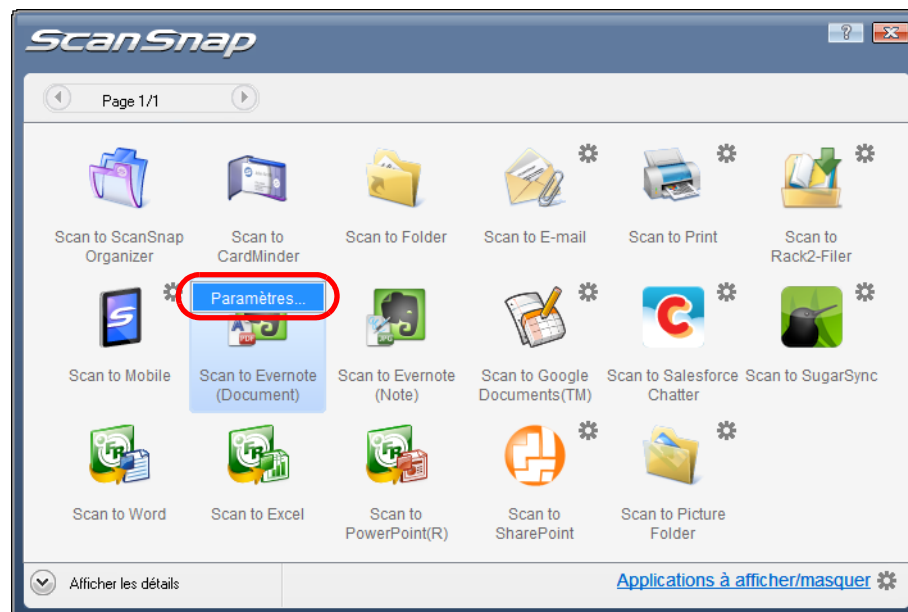 ScanSnap
?
Page 1/1
Scan to ScanSnap
Organizer
Scan to
CardMinder
Scan to Folder
Scan to E-mail
Scan to Print
Scan to
Rack2-Filer
Paramètres...
Scan to Mobile
Scan to Evernote
(Document)
Scan to Evernote
(Note)
Scan to Google
Documents(TM)
Scan to Salesforce
Chatter
Scan to SugarSync
Scan to Word
Scan to Excel
Scan to
PowerPoint(R)
Scan to
SharePoint
Scan to Picture
Folder
Afficher les détails
Applications à afficher/masquer